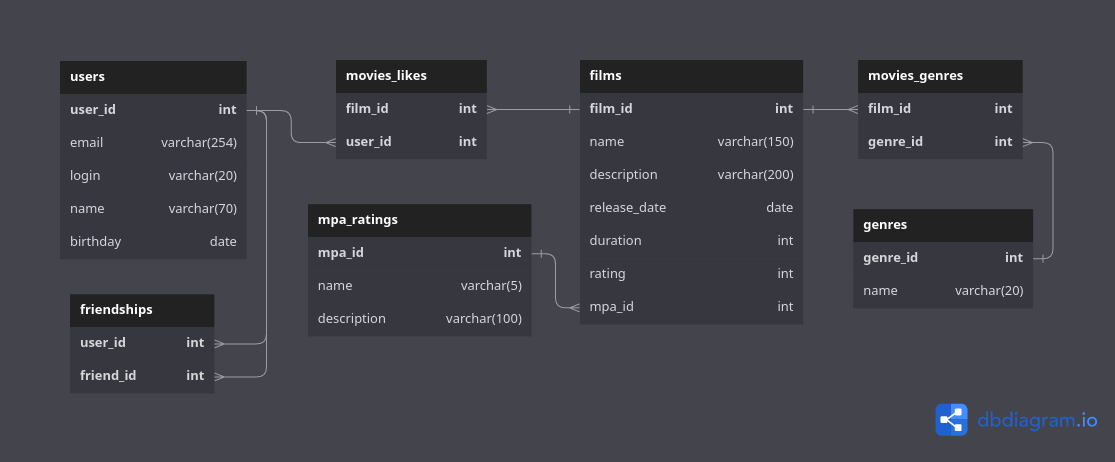 users
user_id int
email varchar(254)
login varchar(20)
name varchar(70)
birthday date
friendships
user_id int
friend_id int
movies_likes
film_id int
user_id int
mpa_ratings
mpa_id int
name varchar(5)
description varchar(100)
films
film_id int
name varchar(150)
description varchar(200)
release_date date
duration int
rating int
mpa_id int
movies_genres
film_id int
genre_id int
genres
genre_id int
name varchar(20)
dbdiagram.io